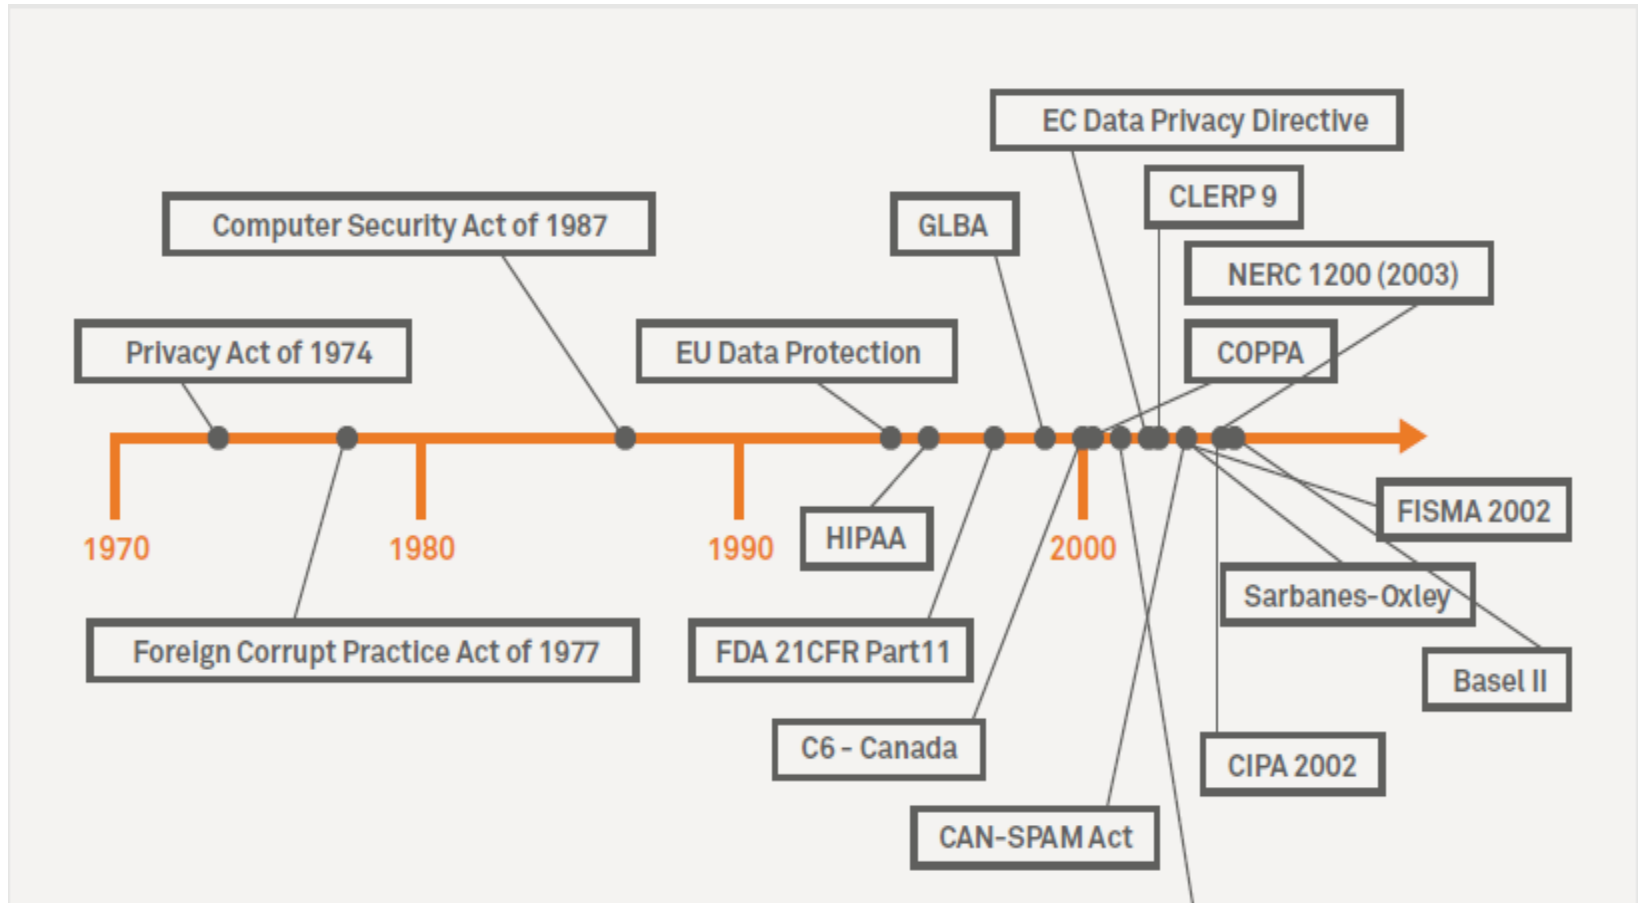 EC Data Privacy Directive
CLERP 9
Computer Security Act of 1987
GLBA
NERC 1200 (2003)
Privacy Act of 1974
EU Data Protection
COPPA
1970
1980
1990
2000
HIPAA
FISMA 2002
Sarbanes-Oxley
Foreign Corrupt Practice Act of 1977
FDA 21CFR Part11
Basel II
C6 - Canada
CIPA 2002
CAN-SPAM Act